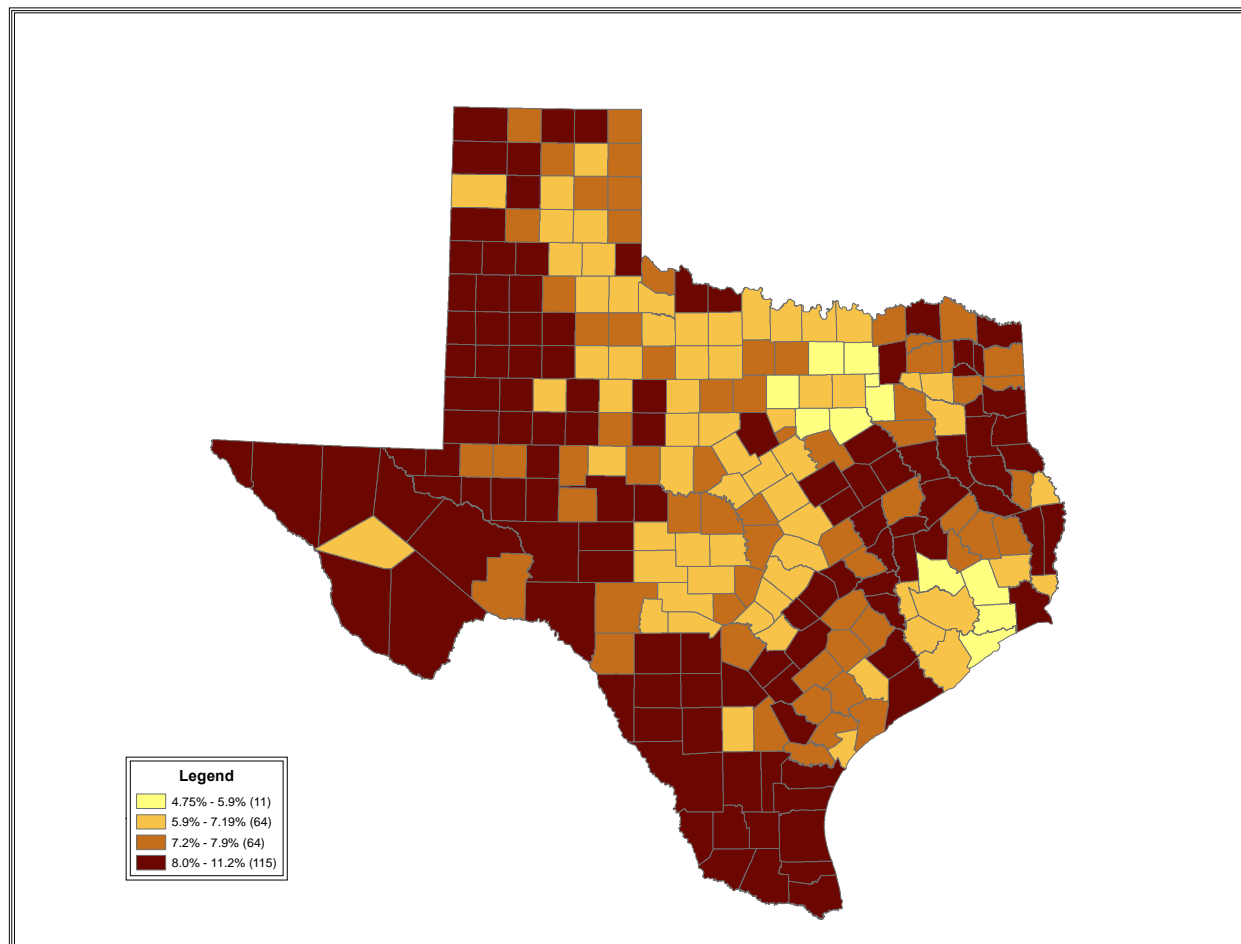 Legend
4.75% - 5.9% (11)
5.9% - 7.19% (64)
7.2% - 7.9% (64)
8.0% - 11.2% (115)